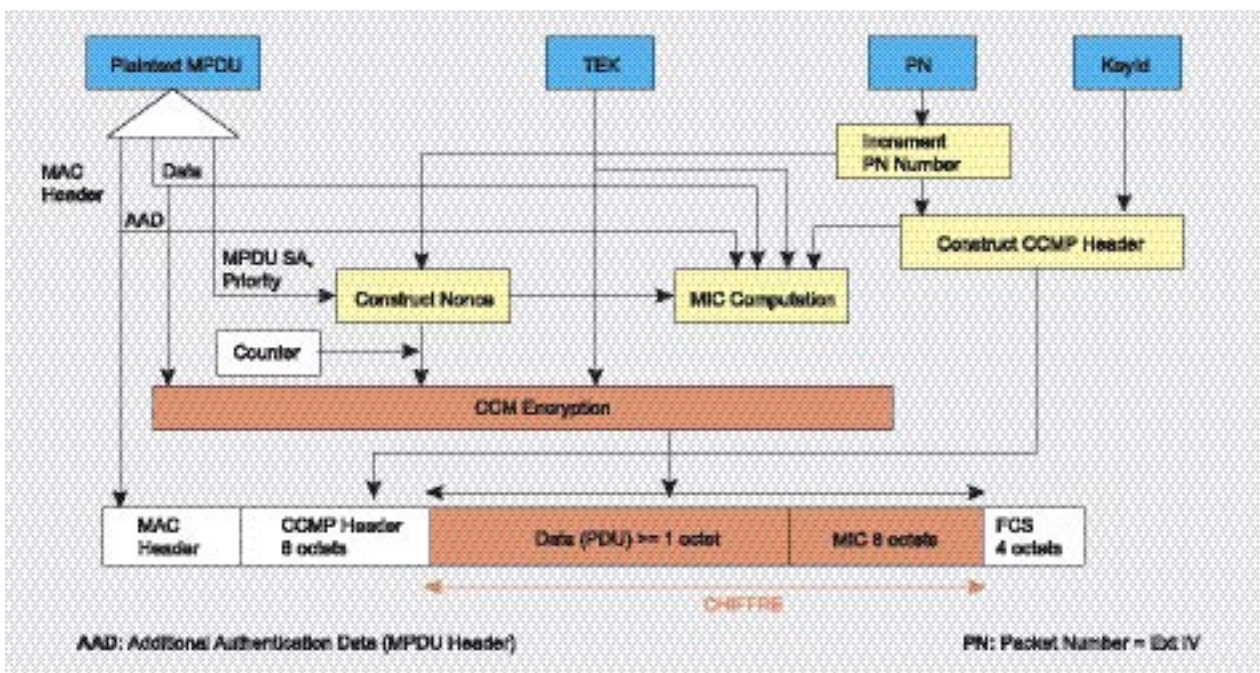 Plaintext MPDU
TEK
PN
KeyId
MAC
Header
Data
Increment
PN Number
AAD
Construct CCMP Header
MPDU SA,
Priority
Construct Nonce
MIC Computation
Counter
CCM Encryption
MAC
Header
CCMP Header
8 octets
Data (PDU) >= 1 octet
MIC 8 octets
FCS
4 octets
CHIFFRE
AAD: Additional Authentication Data (MPDU Header)
PN: Packet Number = Ext IV